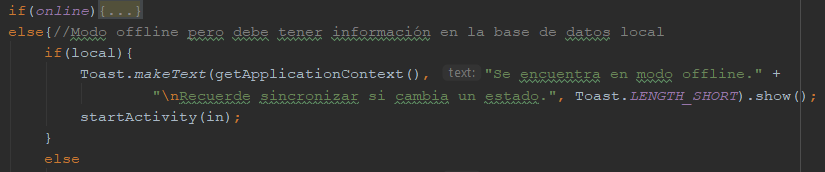 if(online){...}
else{//Modo offline pero debe tener información en la base de datos local
if(local){
Toast.makeText(getApplicationContext(), text: "Se encuentra en modo offline." +
"\nRecuerde sincronizar si cambia un estado.", Toast.LENGTH_SHORT).show();
startActivity(in);
}
else